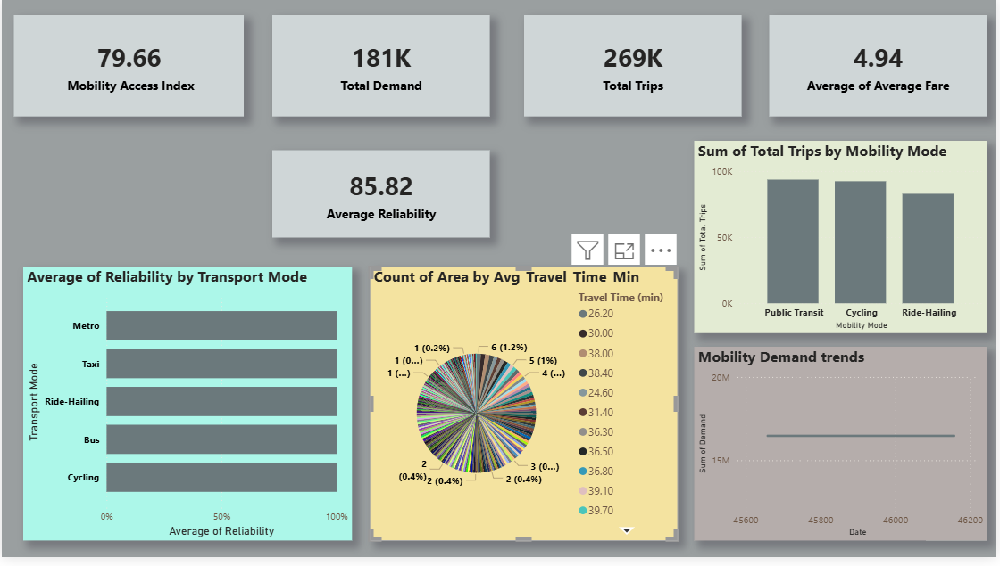 79.66
Mobility Access Index
181K
Total Demand
269K
Total Trips
4.94
Average of Average Fare
85.82
Average Reliability
Sum of Total Trips by Mobility Mode
Sum of Total Trips
100K
50K
0K
Public Transit
Cycling
Ride-Hailing
Mobility Mode
Average of Reliability by Transport Mode
Transport Mode
Metro
Taxi
Ride-Hailing
Bus
Cycling
0%
50%
100%
Average of Reliability
Count of Area by Avg_Travel_Time_Min
Travel Time (min)
26.20
30.00
38.00
38.40
24.60
31.40
36.30
36.50
36.80
39.10
39.70
1 (0.2%)
1 (0...)
1 (...)
6 (1.2%)
5 (1%)
4 (...)
3 (0...)
2 (0.4%)
2 (0.4%)
2
(0.4%)
Mobility Demand trends
Sum of Demand
20M
15M
45600
45800
46000
46200
Date